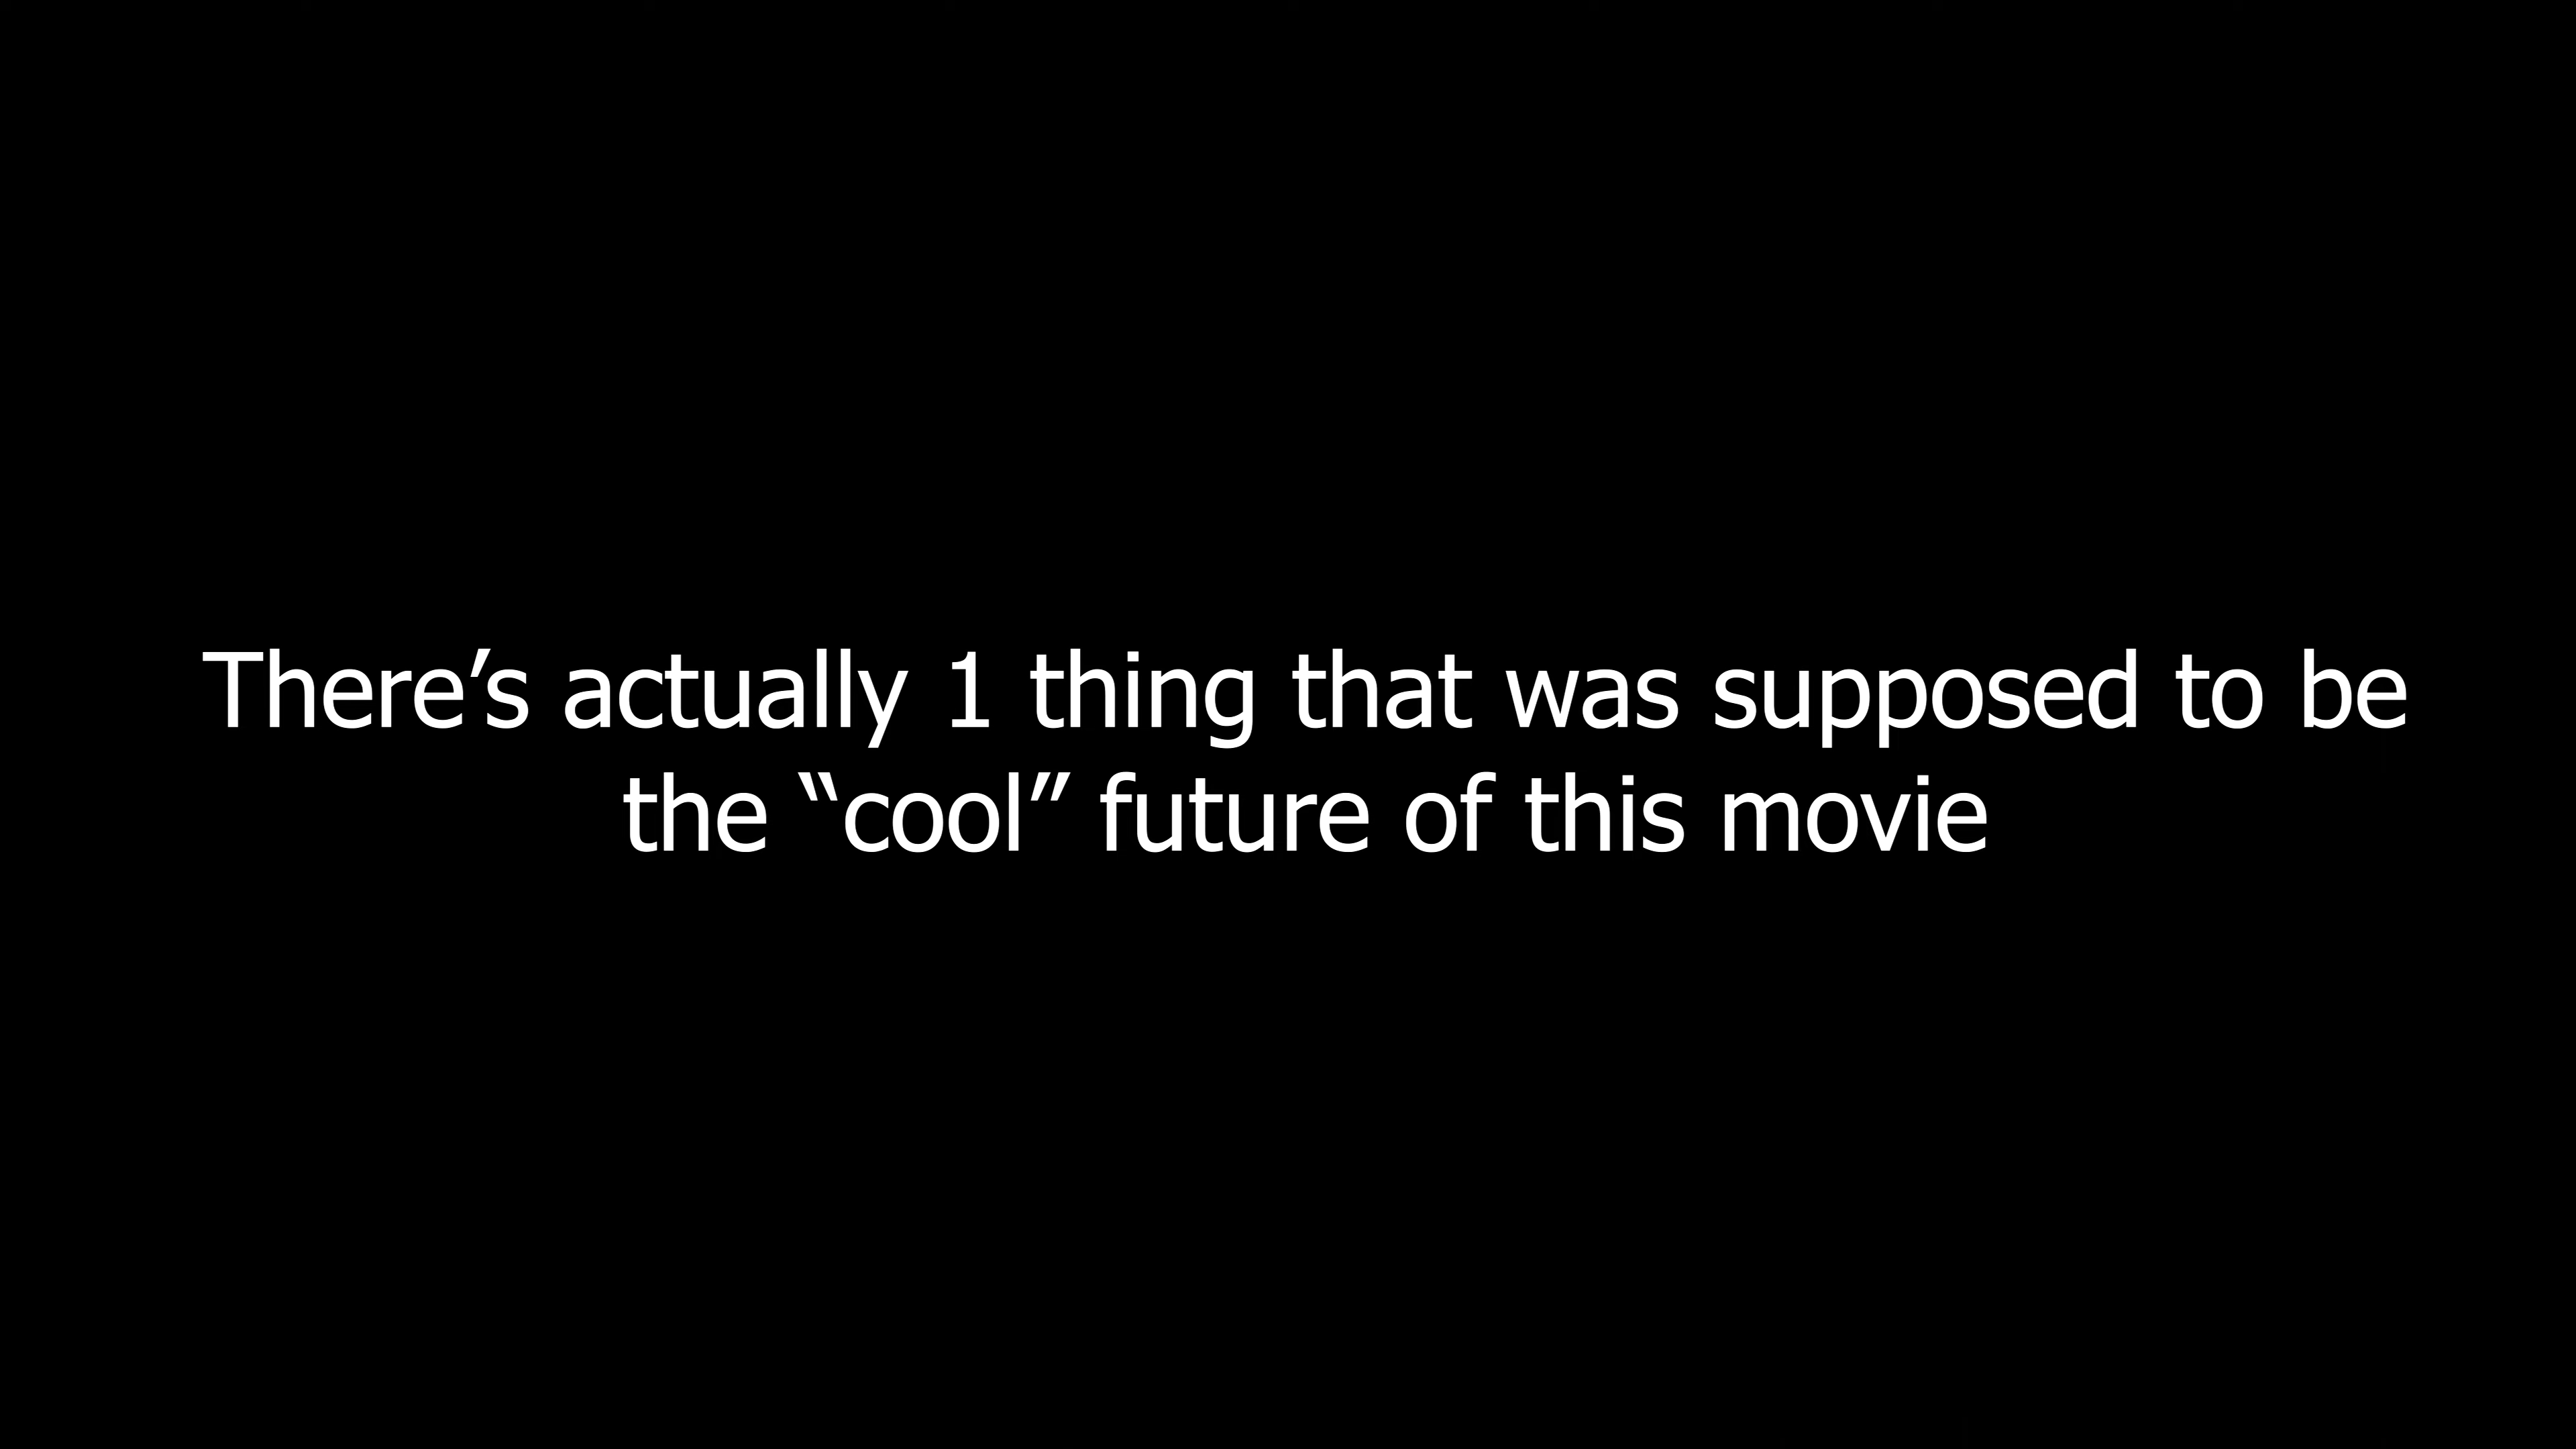 There’s actually 1 thing that was supposed to be
the “cool” future of this movie